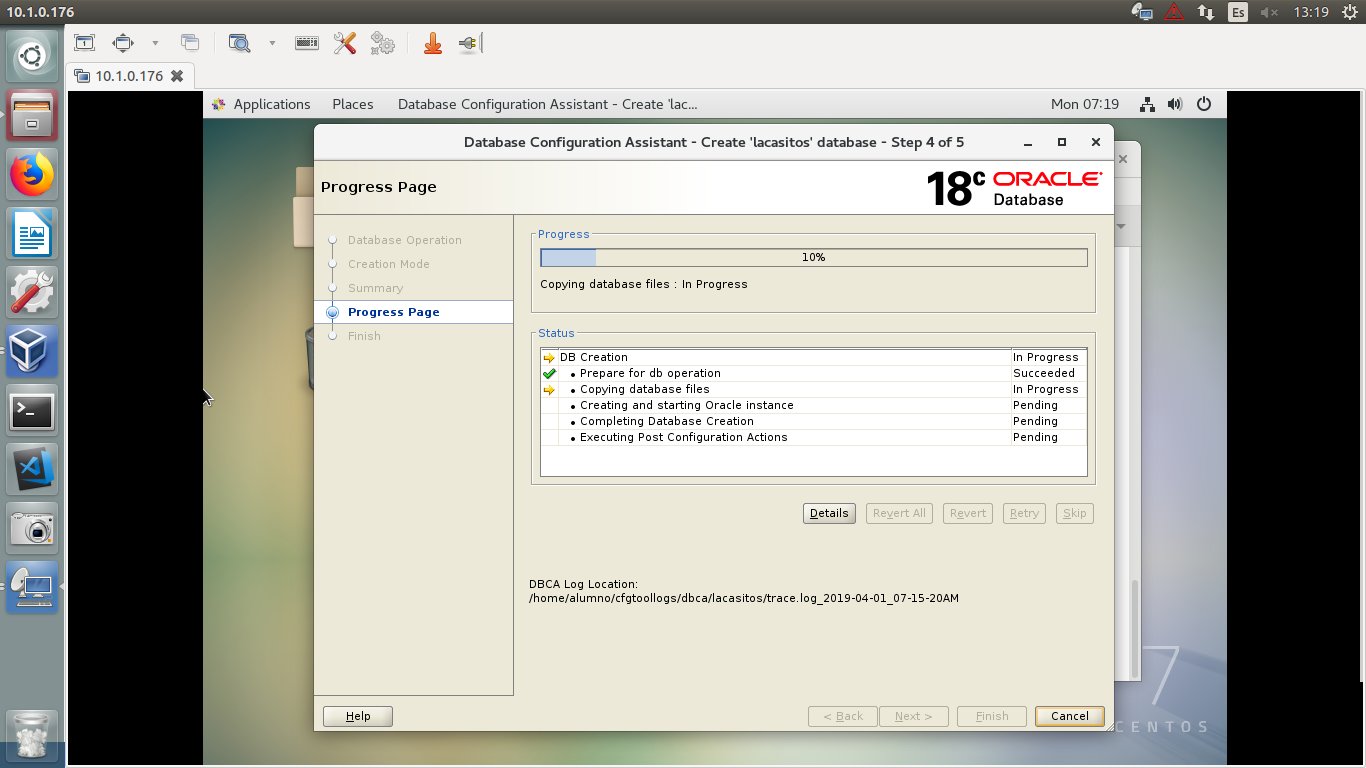 10.1.0.176
Es
13:19
10.1.0.176
Applications Places Database Configuration Assistant - Create 'lac...
Mon 07:19
Database Configuration Assistant - Create 'lacasitos' database - Step 4 of 5
Progress Page
18c ORACLE
Database
Database Operation
Creation Mode
Summary
Progress Page
Finish
Progress
10%
Copying database files : In Progress
Status
DB Creation In Progress
Prepare for db operation Succeeded
Copying database files In Progress
Creating and starting Oracle instance Pending
Completing Database Creation Pending
Executing Post Configuration Actions Pending
Details Revert All Revert Retry Skip
DBCA Log Location:
/home/alumno/cfgtoollogs/dbca/lacasitos/trace.log_2019-04-01_07-15-20AM
Help
< Back Next > Finish Cancel
7
CENTOS